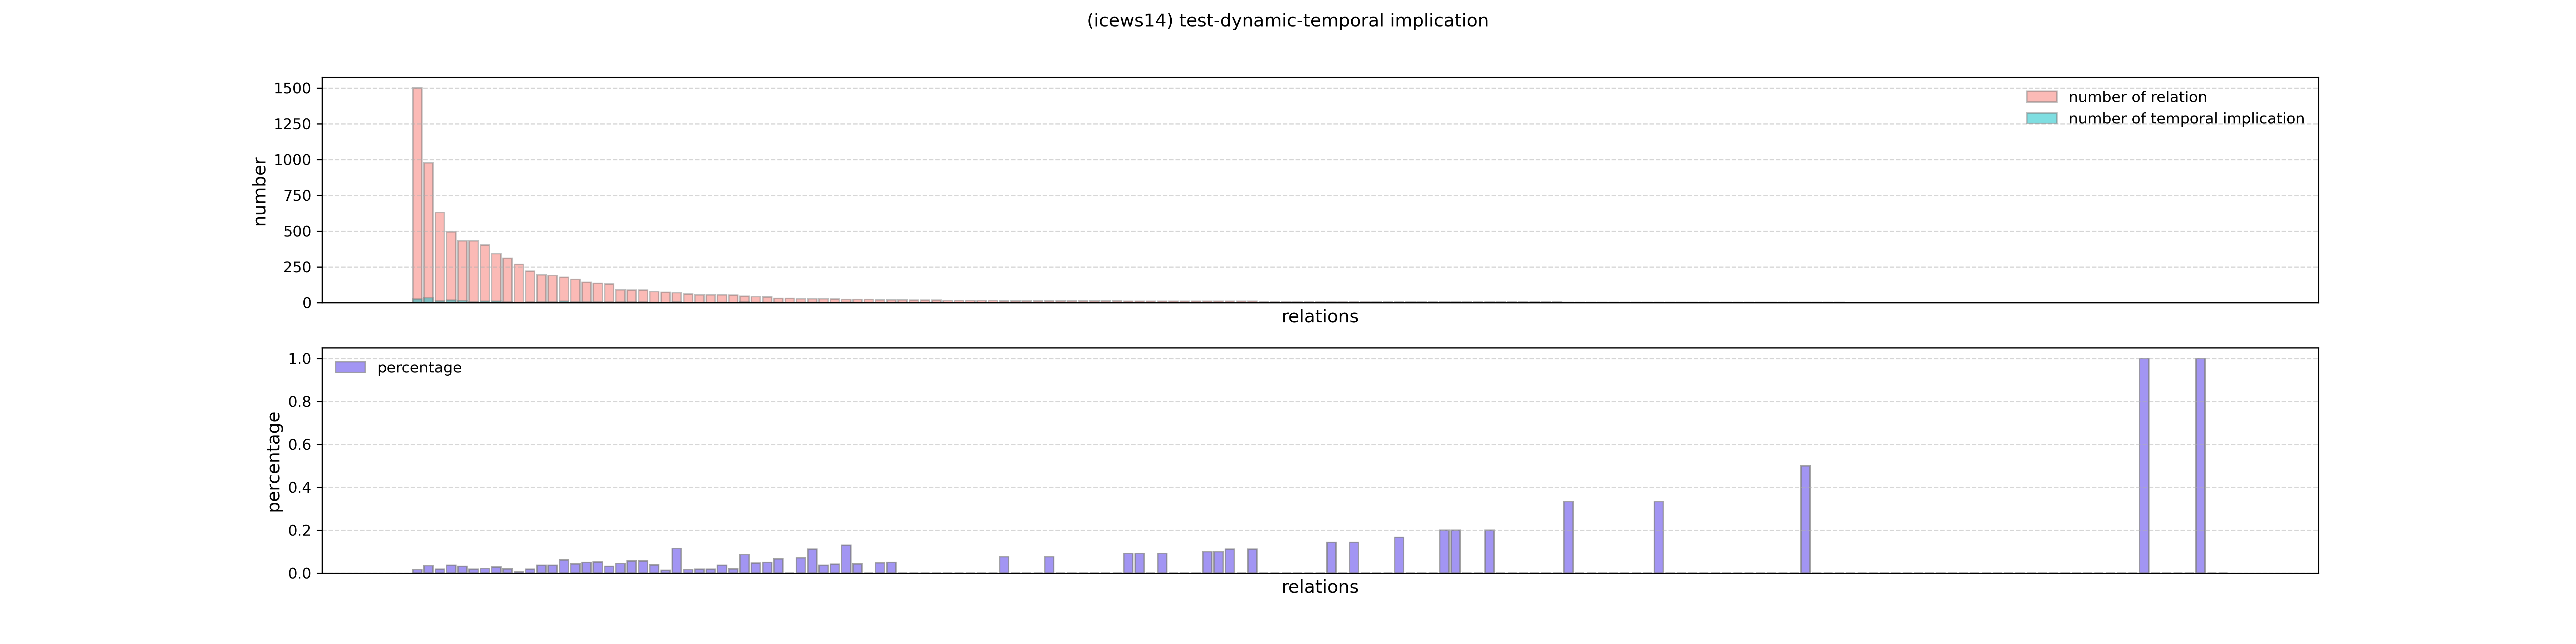 (icews14) test-dynamic-temporal implication
1500
1250
1000
750
500
250
0
number
number of relation
number of temporal implication
relations
1.0
0.8
0.6
0.4
0.2
0.0
percentage
percentage
relations